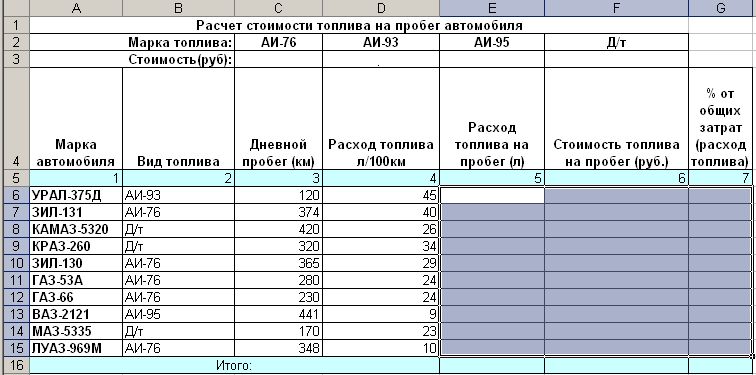 A B C D E F G
1 Расчет стоимости топлива на пробег автомобиля
2 Марка топлива: АИ-76 АИ-93 АИ-95 Д/т
3 Стоимость(руб):
4 Марка автомобиля Вид топлива Дневной пробег (км) Расход топлива л/100км Расход топлива на пробег (л) Стоимость топлива на пробег (руб.) % от общих затрат (расход топлива)
5 1 2 3 4 5 6 7
6 УРАЛ-375Д АИ-93 120 45
7 ЗИЛ-131 АИ-76 374 40
8 КАМАЗ-5320 Д/т 420 26
9 КРАЗ-260 Д/т 320 34
10 ЗИЛ-130 АИ-76 365 29
11 ГАЗ-53А АИ-76 280 24
12 ГАЗ-66 АИ-76 230 24
13 ВАЗ-2121 АИ-95 441 9
14 МАЗ-5335 Д/т 170 23
15 ЛУАЗ-969М АИ-76 348 10
16 Итого: